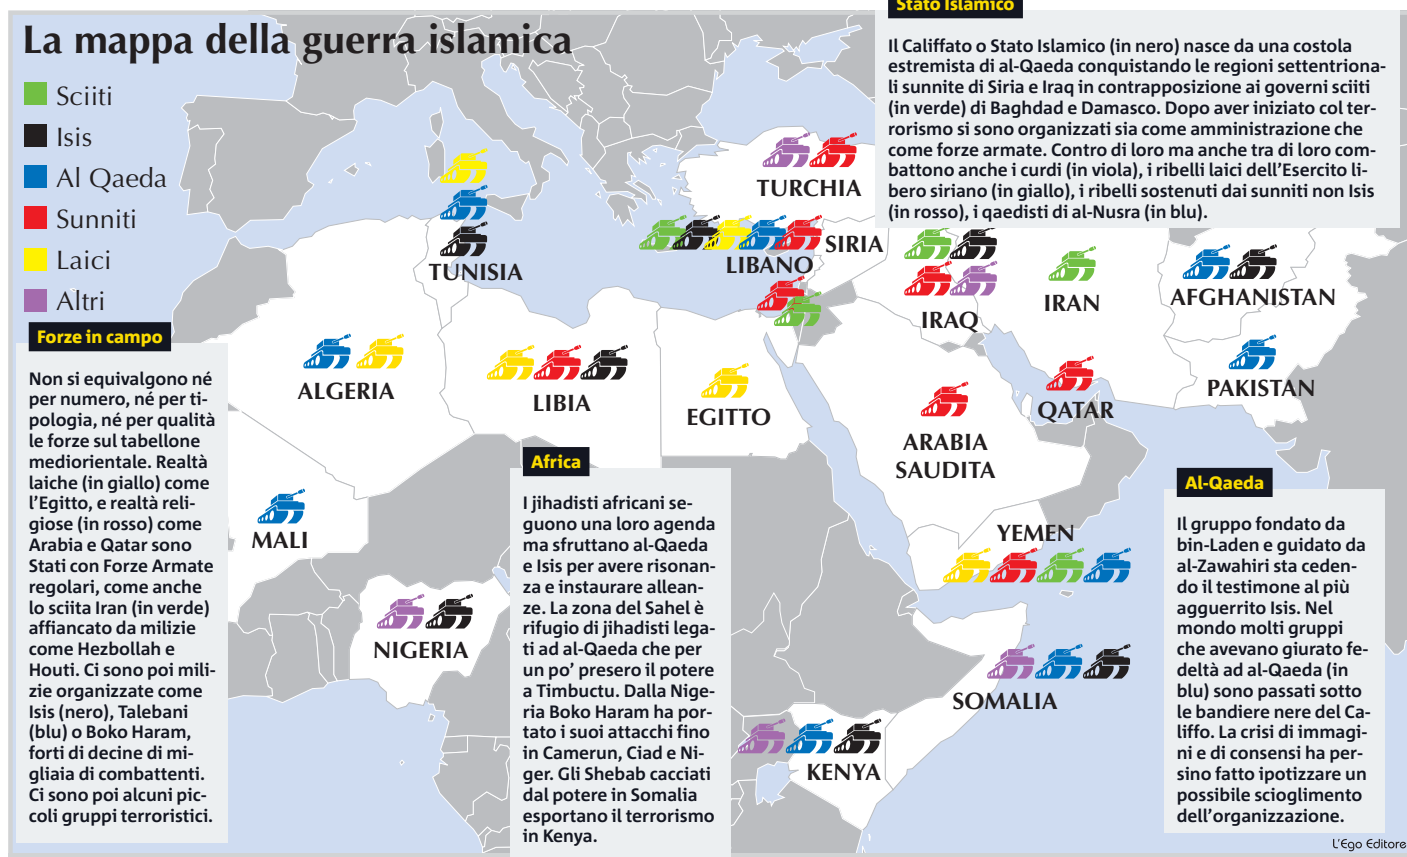 La mappa della guerra islamica
Sciiti
Isis
Al Qaeda
Sunniti
Laici
Altri
Forze in campo
Non si equivalgono né
per numero, né per ti-
pologia, né per qualità
le forze sul tabellone
mediorientale. Realtà
laiche (in giallo) come
l'Egitto, e realtà reli-
giose (in rosso) come
Arabia e Qatar sono
Stati con Forze Armate
regolari, come anche
lo sciita Iran (in verde)
affiancato da milizie
come Hezbollah e
Houti. Ci sono poi mili-
zie organizzate come
Isis (nero), Talebani
(blu) o Boko Haram,
forti di decine di mi-
gliaia di combattenti.
Ci sono poi alcuni pic-
coli gruppi terroristici.
Stato Islamico
Il Califfato o Stato Islamico (in nero) nasce da una costola
estremista di al-Qaeda conquistando le regioni settentriona-
li sunnite di Siria e Iraq in contrapposizione ai governi sciiti
(in verde) di Baghdad e Damasco. Dopo aver iniziato col ter-
rorismo si sono organizzati sia come amministrazione che
come forze armate. Contro di loro ma anche tra di loro com-
battono anche i curdi (in viola), i ribelli laici dell'Esercito li-
bero siriano (in giallo), i ribelli sostenuti dai sunniti non Isis
(in rosso), i qaedisti di al-Nusra (in blu).
TURCHIA
SIRIA
LIBANO
TUNISIA
IRAQ
IRAN
AFGHANISTAN
PAKISTAN
ALGERIA
LIBIA
EGITTO
QATAR
ARABIA
SAUDITA
YEMEN
MALI
NIGERIA
SOMALIA
KENYA
Africa
I jihadisti africani se-
guono una loro agenda
ma sfruttano al-Qaeda
e Isis per avere risonan-
za e instaurare allean-
ze. La zona del Sahel è
rifugio di jihadisti lega-
ti ad al-Qaeda che per
un po' presero il potere
a Timbuctu. Dalla Nige-
ria Boko Haram ha por-
tato i suoi attacchi fino
in Camerun, Ciad e Ni-
ger. Gli Shebab cacciati
dal potere in Somalia
esportano il terrorismo
in Kenya.
Al-Qaeda
Il gruppo fondato da
bin-Laden e guidato da
al-Zawahiri sta ceden-
do il testimone al più
agguerrito Isis. Nel
mondo molti gruppi
che avevano giurato fe-
deltà ad al-Qaeda (in
blu) sono passati sotto
le bandiere nere del Ca-
liffo. La crisi di immagi-
ni e di consensi ha per-
sino fatto ipotizzare un
possibile scioglimento
dell'organizzazione.
L'Ego Editore